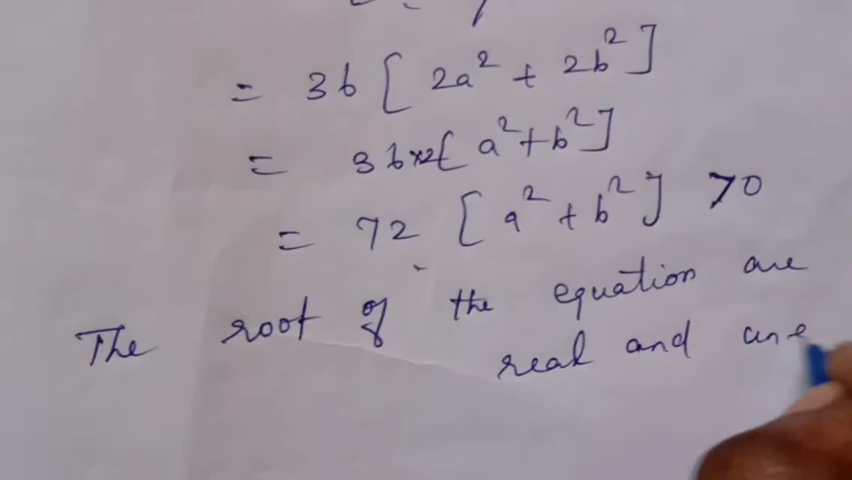 = 36 [ 2a² + 2b² ]
= 36×2[ a² + b² ]
= 72 [ a² + b² ] >0
The root of the equation are
real and une